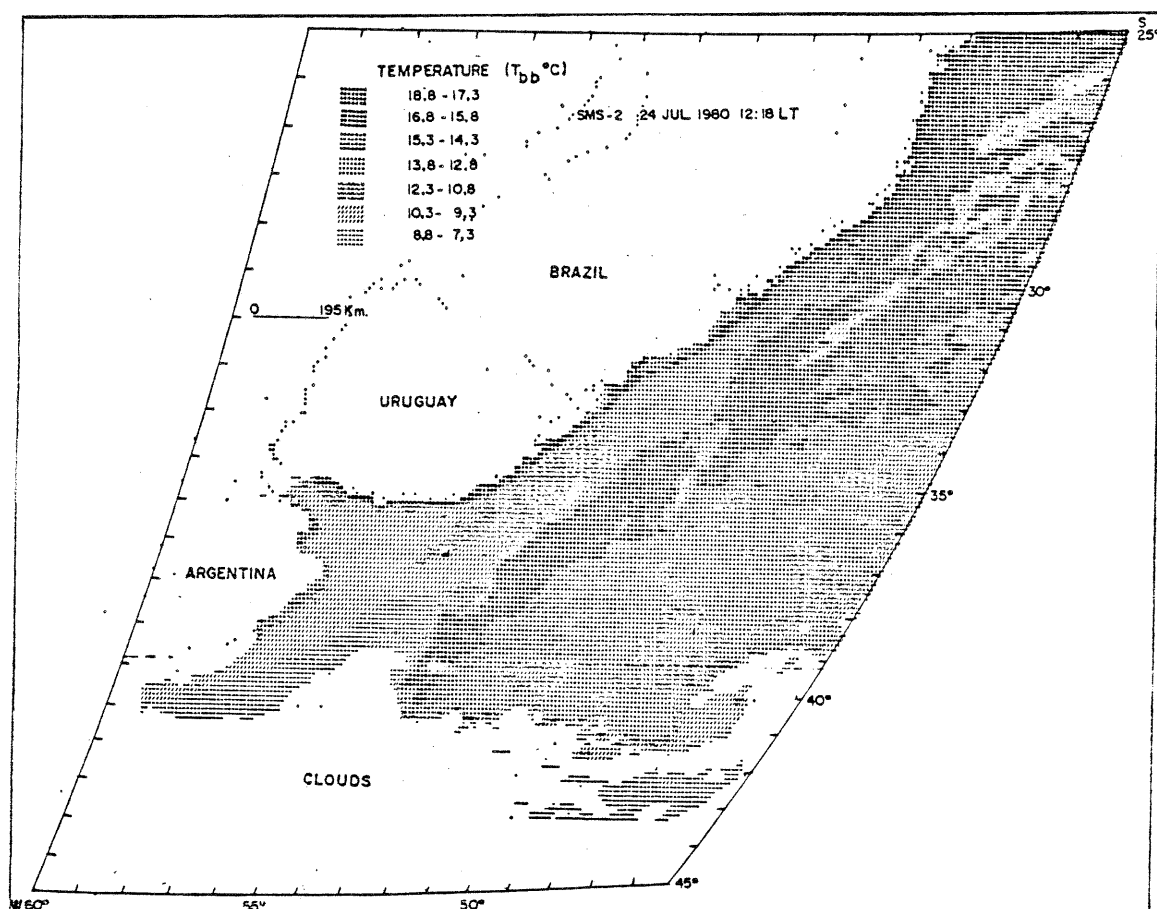 S
25°
TEMPERATURE (Tbb°C)
18,8 - 17,3
16,8 - 15,8
15,3 - 14,3
13,8 - 12,8
12,3 - 10,8
10,3 - 9,3
8,8 - 7,3
SMS-2 24 JUL 1980 12:18 LT
BRAZIL
30°
0 195 Km.
URUGUAY
35°
ARGENTINA
40°
CLOUDS
45°
W 60° 55° 50°